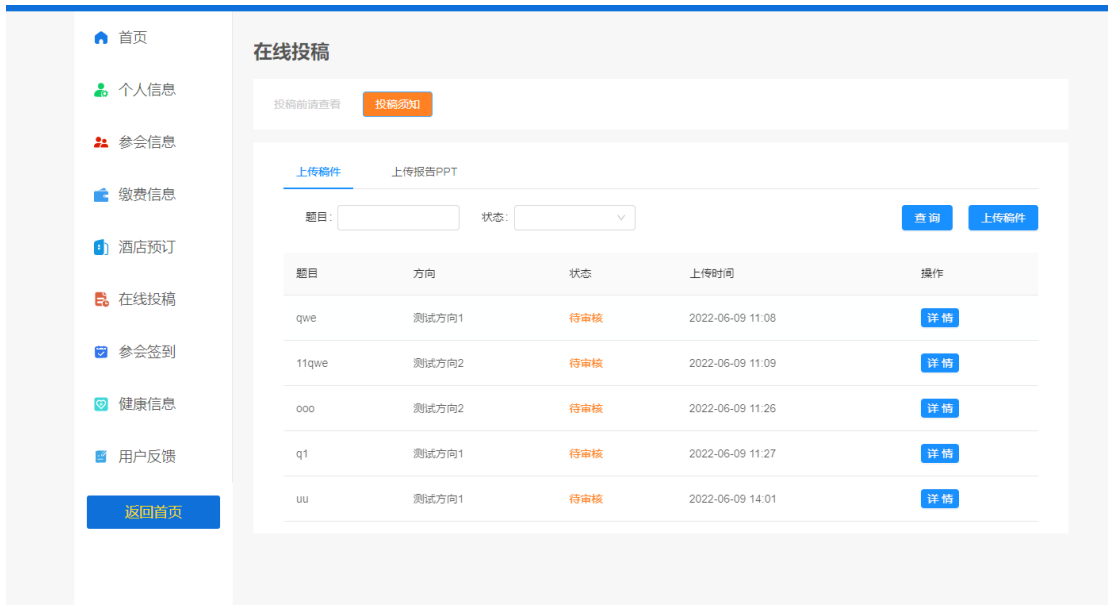 首页
个人信息
参会信息
缴费信息
酒店预订
在线投稿
参会签到
健康信息
用户反馈
返回首页
在线投稿
投稿前请查看 投稿须知
上传稿件 上传报告PPT
题目: 状态: 查 询 上传稿件
题目 方向 状态 上传时间 操作
qwe 测试方向1 待审核 2022-06-09 11:08 详 情
11qwe 测试方向2 待审核 2022-06-09 11:09 详 情
ooo 测试方向2 待审核 2022-06-09 11:26 详 情
q1 测试方向1 待审核 2022-06-09 11:27 详 情
uu 测试方向1 待审核 2022-06-09 14:01 详 情